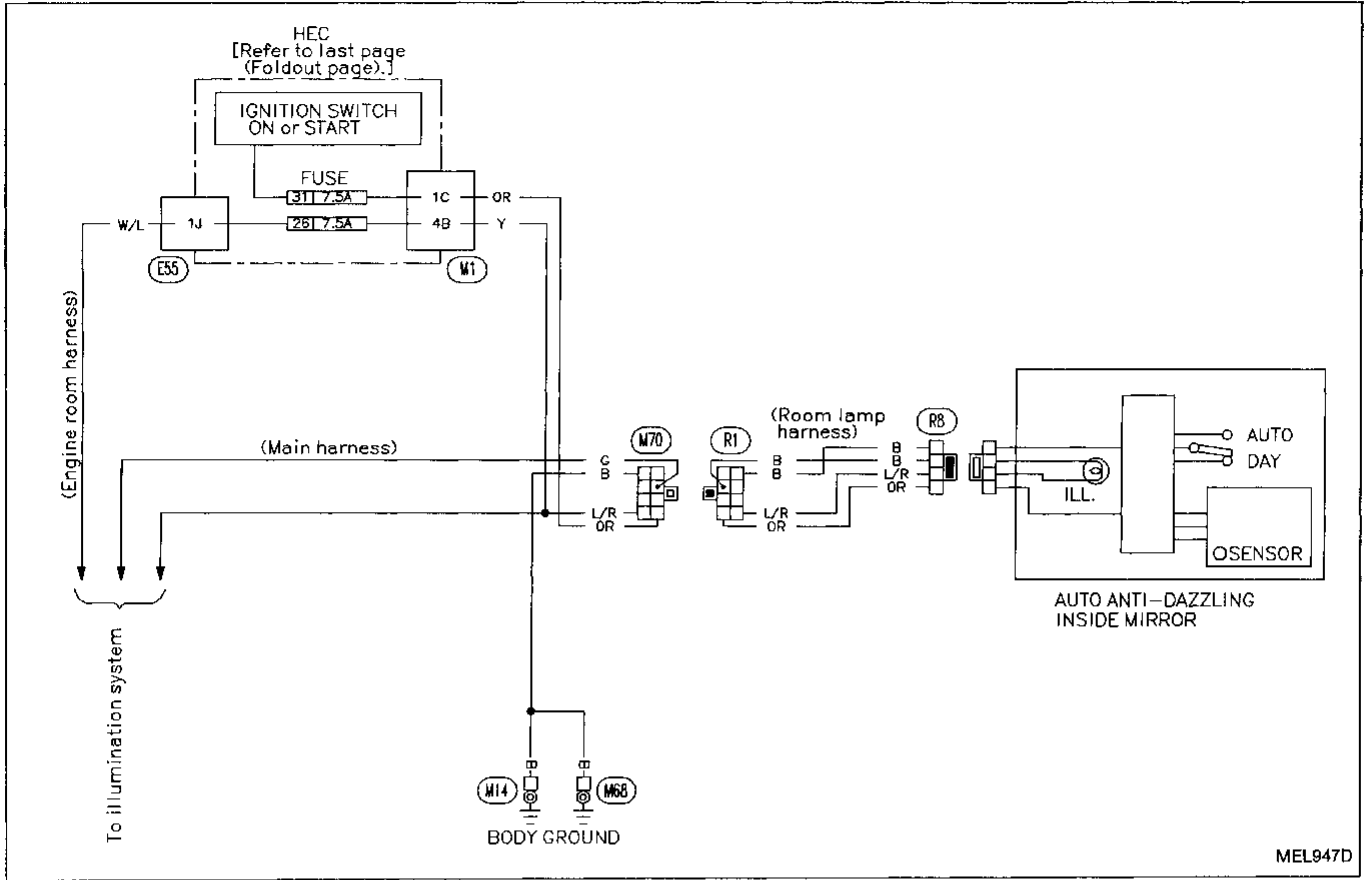 HEC
[Refer to last page
(Foldout page).]
IGNITION SWITCH
ON or START
FUSE
31 7.5A
1C
OR
W/L
1J
26 7.5A
4B
Y
E55
M1
(Engine room harness)
(Main harness)
(Room lamp
harness)
M70
R1
R8
G
B
B
B
B
B
L/R
OR
L/R
OR
L/R
OR
AUTO
DAY
ILL.
SENSOR
AUTO ANTI-DAZZLING
INSIDE MIRROR
To illumination system
B
B
M14
M68
BODY GROUND
MEL947D